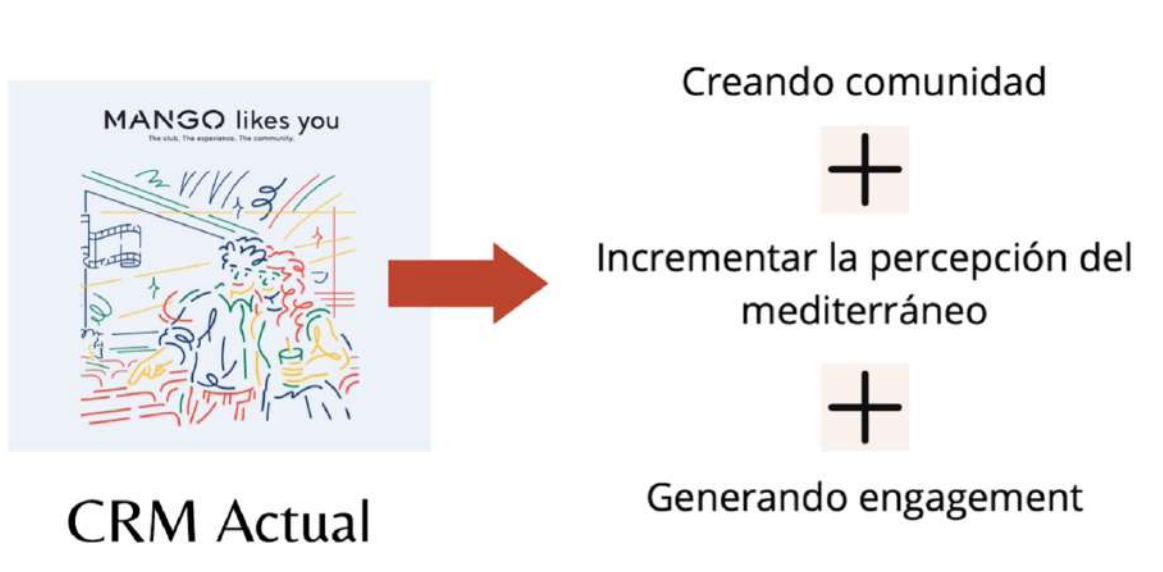 MANGO likes you
The club. The experience. The community.
CRM Actual
Creando comunidad
+
Incrementar la percepción del
mediterráneo
+
Generando engagement